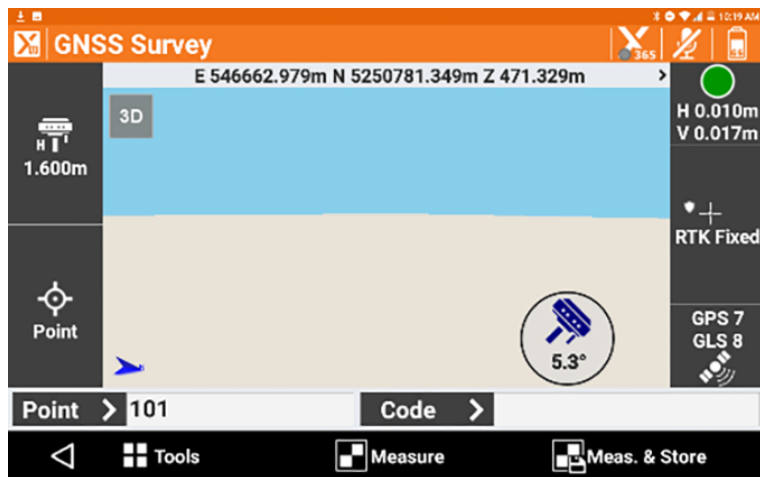 10:19 AM
GNSS Survey
365
E 546662.979m N 5250781.349m Z 471.329m
3D
H
1.600m
H 0.010m
V 0.017m
RTK Fixed
Point
5.3°
GPS 7
GLS 8
Point 101 Code
Tools Measure Meas. & Store